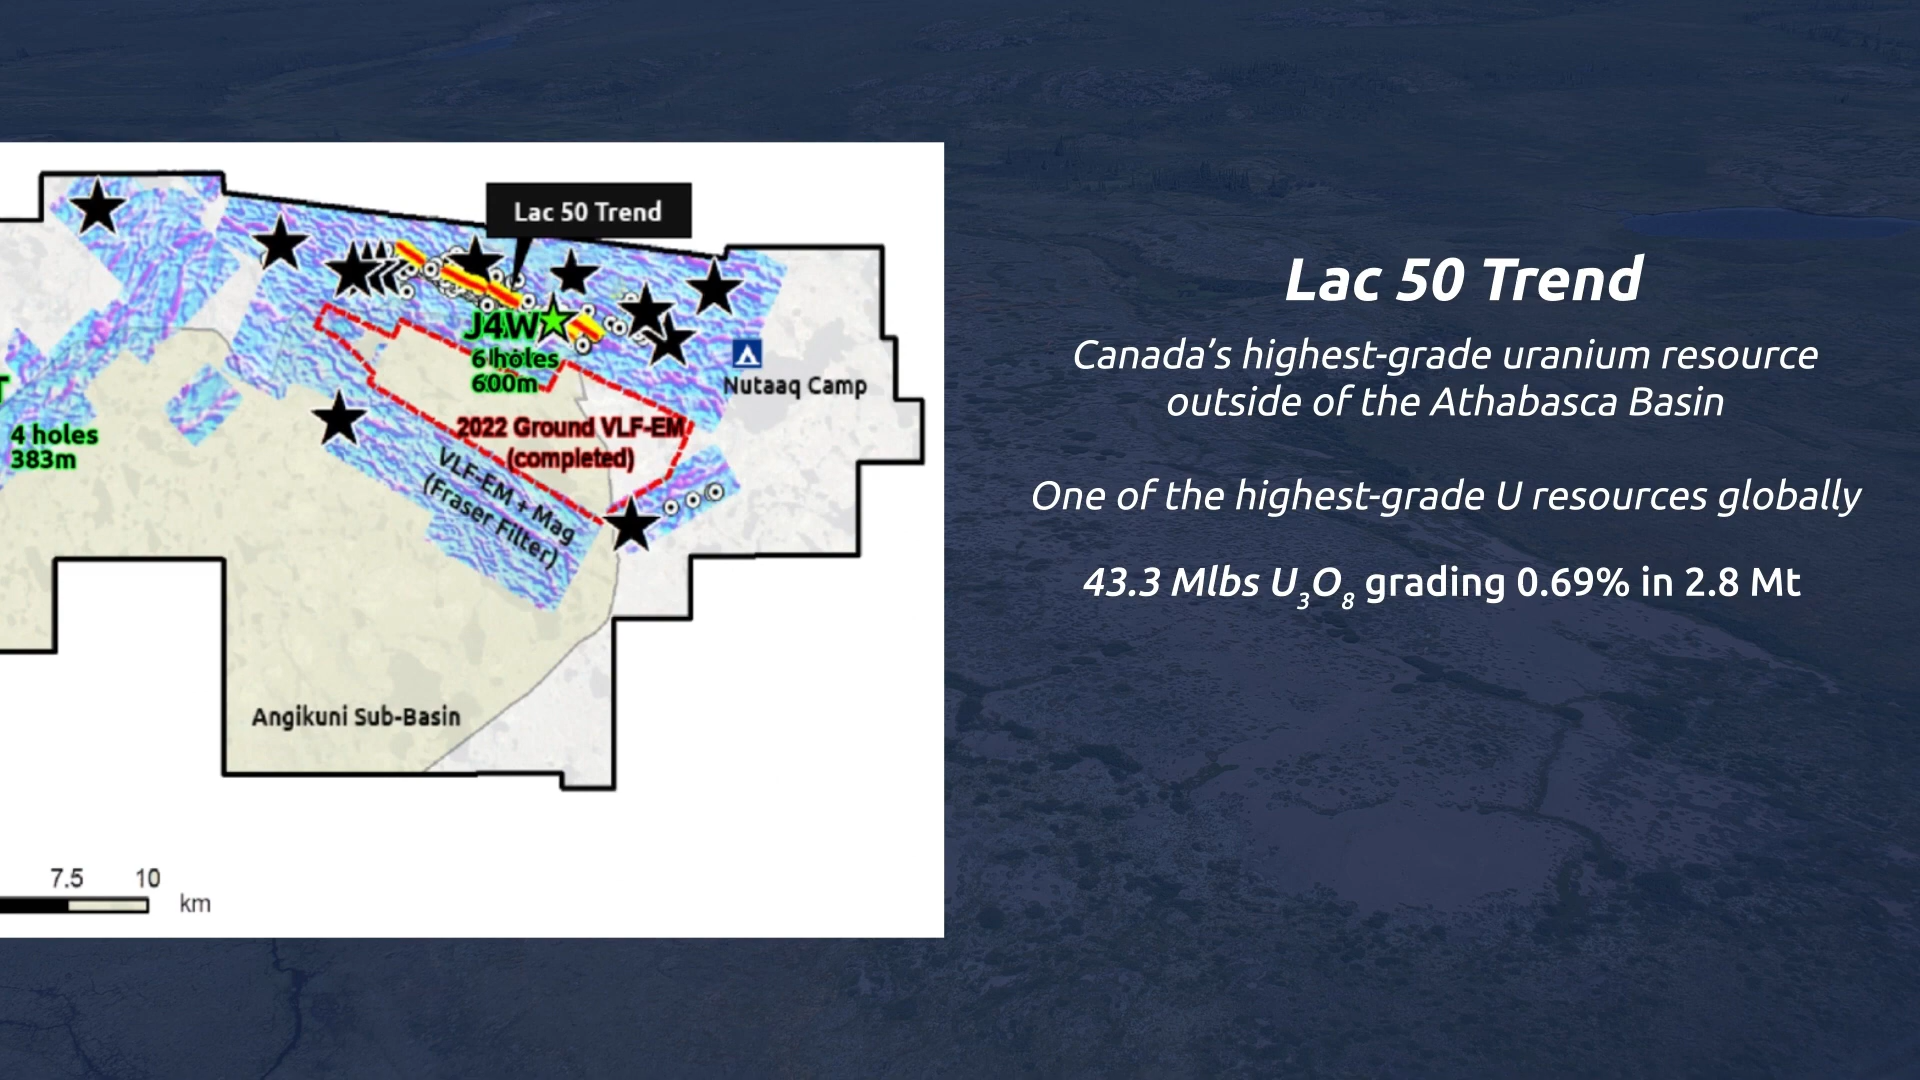 Lac 50 Trend
J4W
6 holes
600m
Nutaaq Camp
4 holes
383m
2022 Ground VLF-EM
(completed)
VLF-EM + Mag
(Fraser Filter)
Angikuni Sub-Basin
7.5 10
km
Lac 50 Trend
Canada’s highest-grade uranium resource
outside of the Athabasca Basin
One of the highest-grade U resources globally
43.3 Mlbs U₃O₈ grading 0.69% in 2.8 Mt